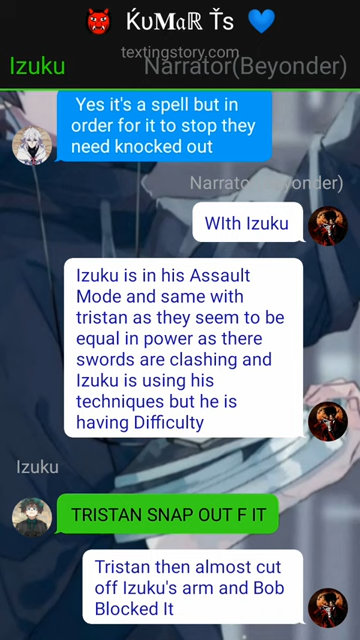 👹 ḰυMaℝ Ťs 💙
textingstory.com
Izuku Narrator(Beyonder)
Yes it's a spell but in
order for it to stop they
need knocked out
Narrator(Beyonder)
WIth Izuku
Izuku is in his Assault
Mode and same with
tristan as they seem to be
equal in power as there
swords are clashing and
Izuku is using his
techniques but he is
having Difficulty
Izuku
TRISTAN SNAP OUT F IT
Tristan then almost cut
off Izuku's arm and Bob
Blocked It